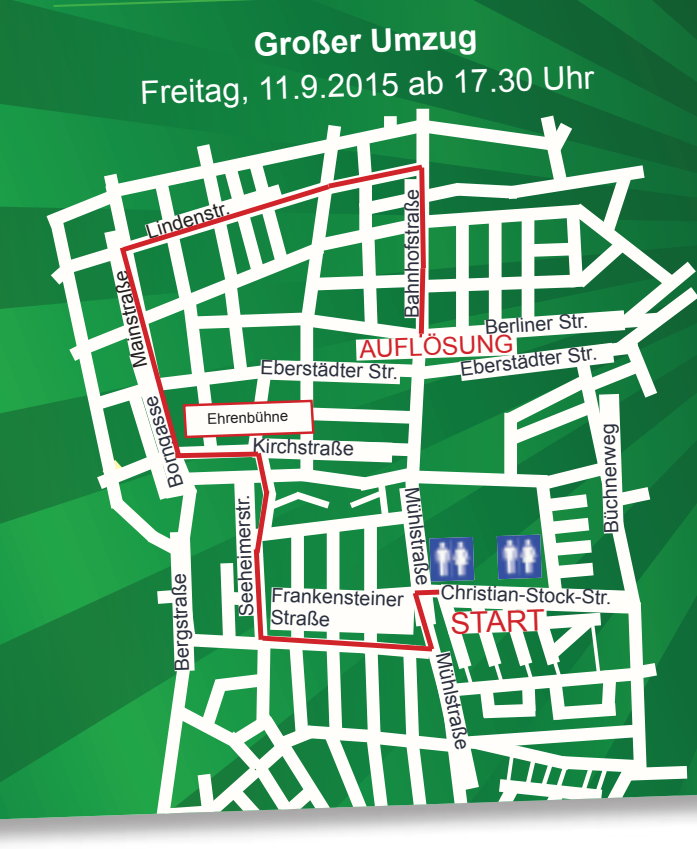 Großer Umzug
Freitag, 11.9.2015 ab 17.30 Uhr
Lindenstr.
Bahnhofstraße
Mainstraße
Berliner Str.
AUFLÖSUNG
Eberstädter Str.
Eberstädter Str.
Ehrenbühne
Borngasse
Kirchstraße
Büchnerweg
Mühlstraße
Seeheimerstr.
Bergstraße
Frankensteiner
Straße
Christian-Stock-Str.
START
Mühlstraße